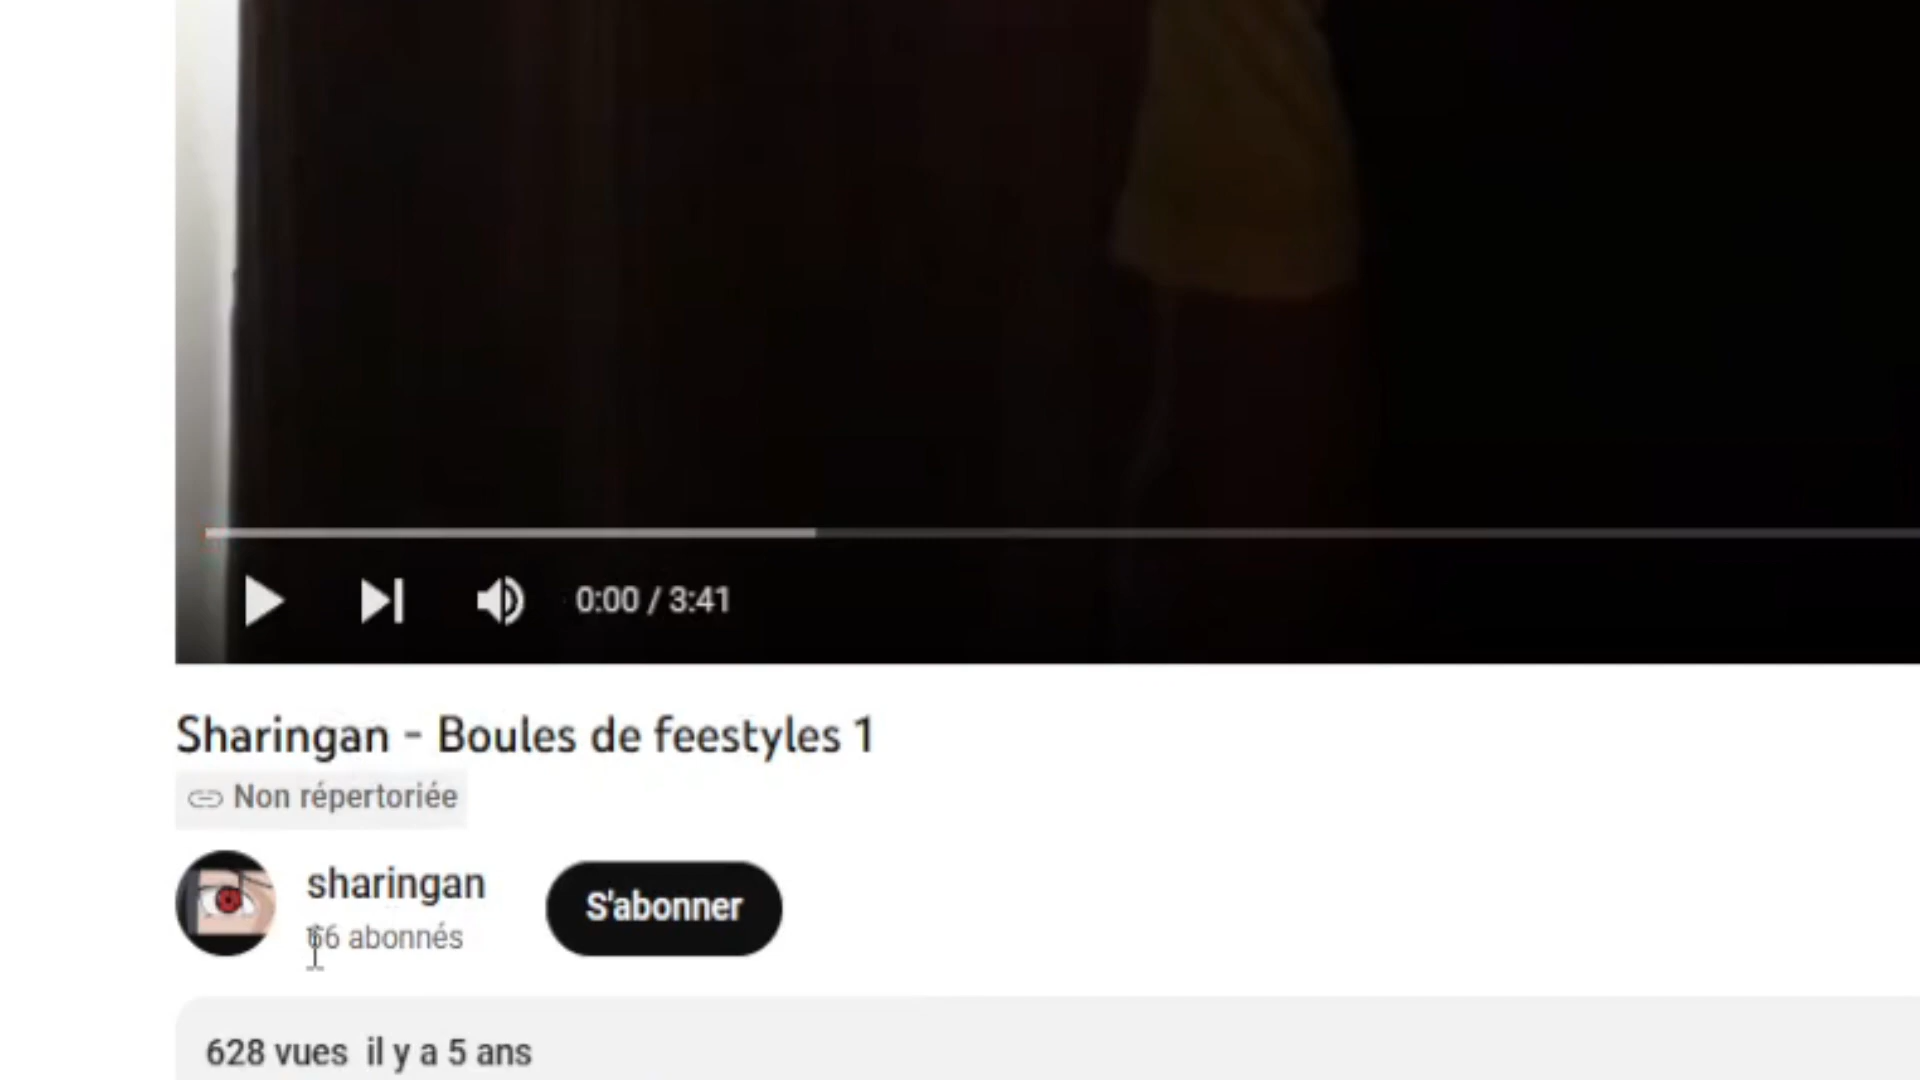 0:00 / 3:41
Sharingan - Boules de feestyles 1
Non répertoriée
sharingan
S'abonner
66 abonnés
628 vues il y a 5 ans